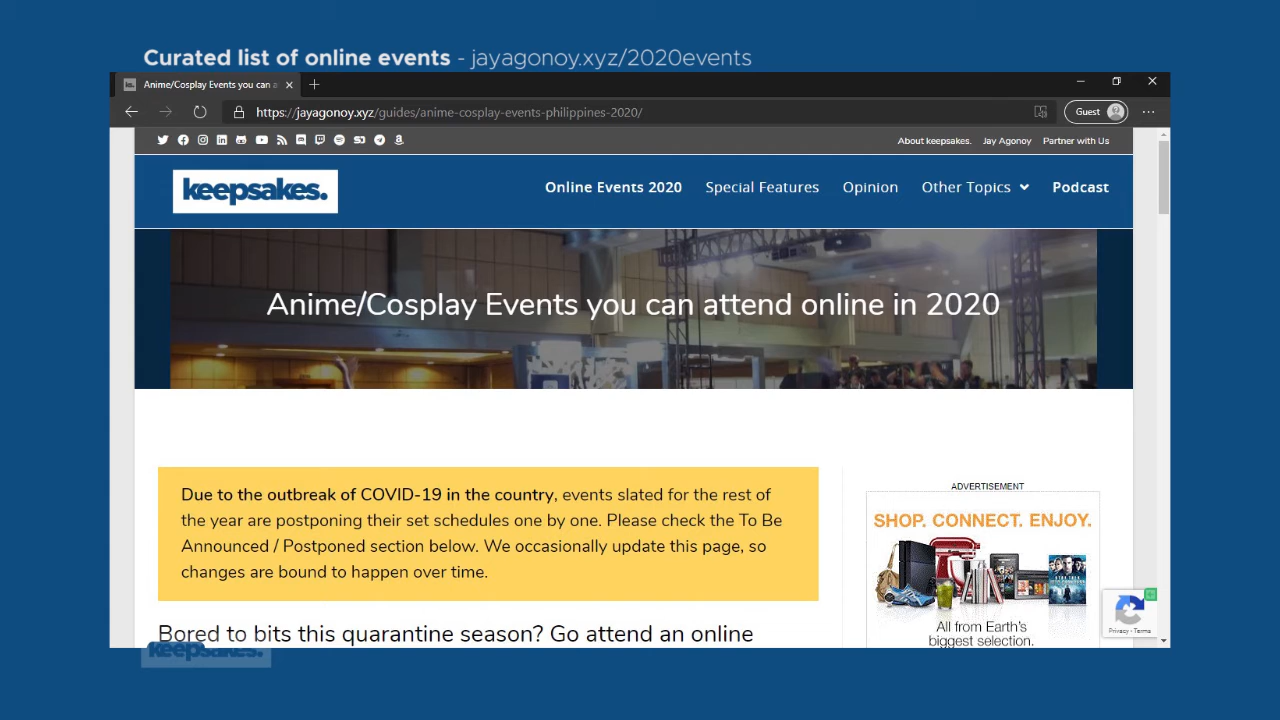 Curated list of online events - jayagonoy.xyz/2020events
Anime/Cosplay Events you can a
https://jayagonoy.xyz/guides/anime-cosplay-events-philippines-2020/
Guest
About keepsakes. Jay Agonoy Partner with Us
keepsakes.
Online Events 2020 Special Features Opinion Other Topics Podcast
Anime/Cosplay Events you can attend online in 2020
Due to the outbreak of COVID-19 in the country, events slated for the rest of
the year are postponing their set schedules one by one. Please check the To Be
Announced / Postponed section below. We occasionally update this page, so
changes are bound to happen over time.
ADVERTISEMENT
SHOP. CONNECT. ENJOY.
STAR TREK
All from Earth's
biggest selection.
Privacy - Terms
Bored to bits this quarantine season? Go attend an online
keepsakes.